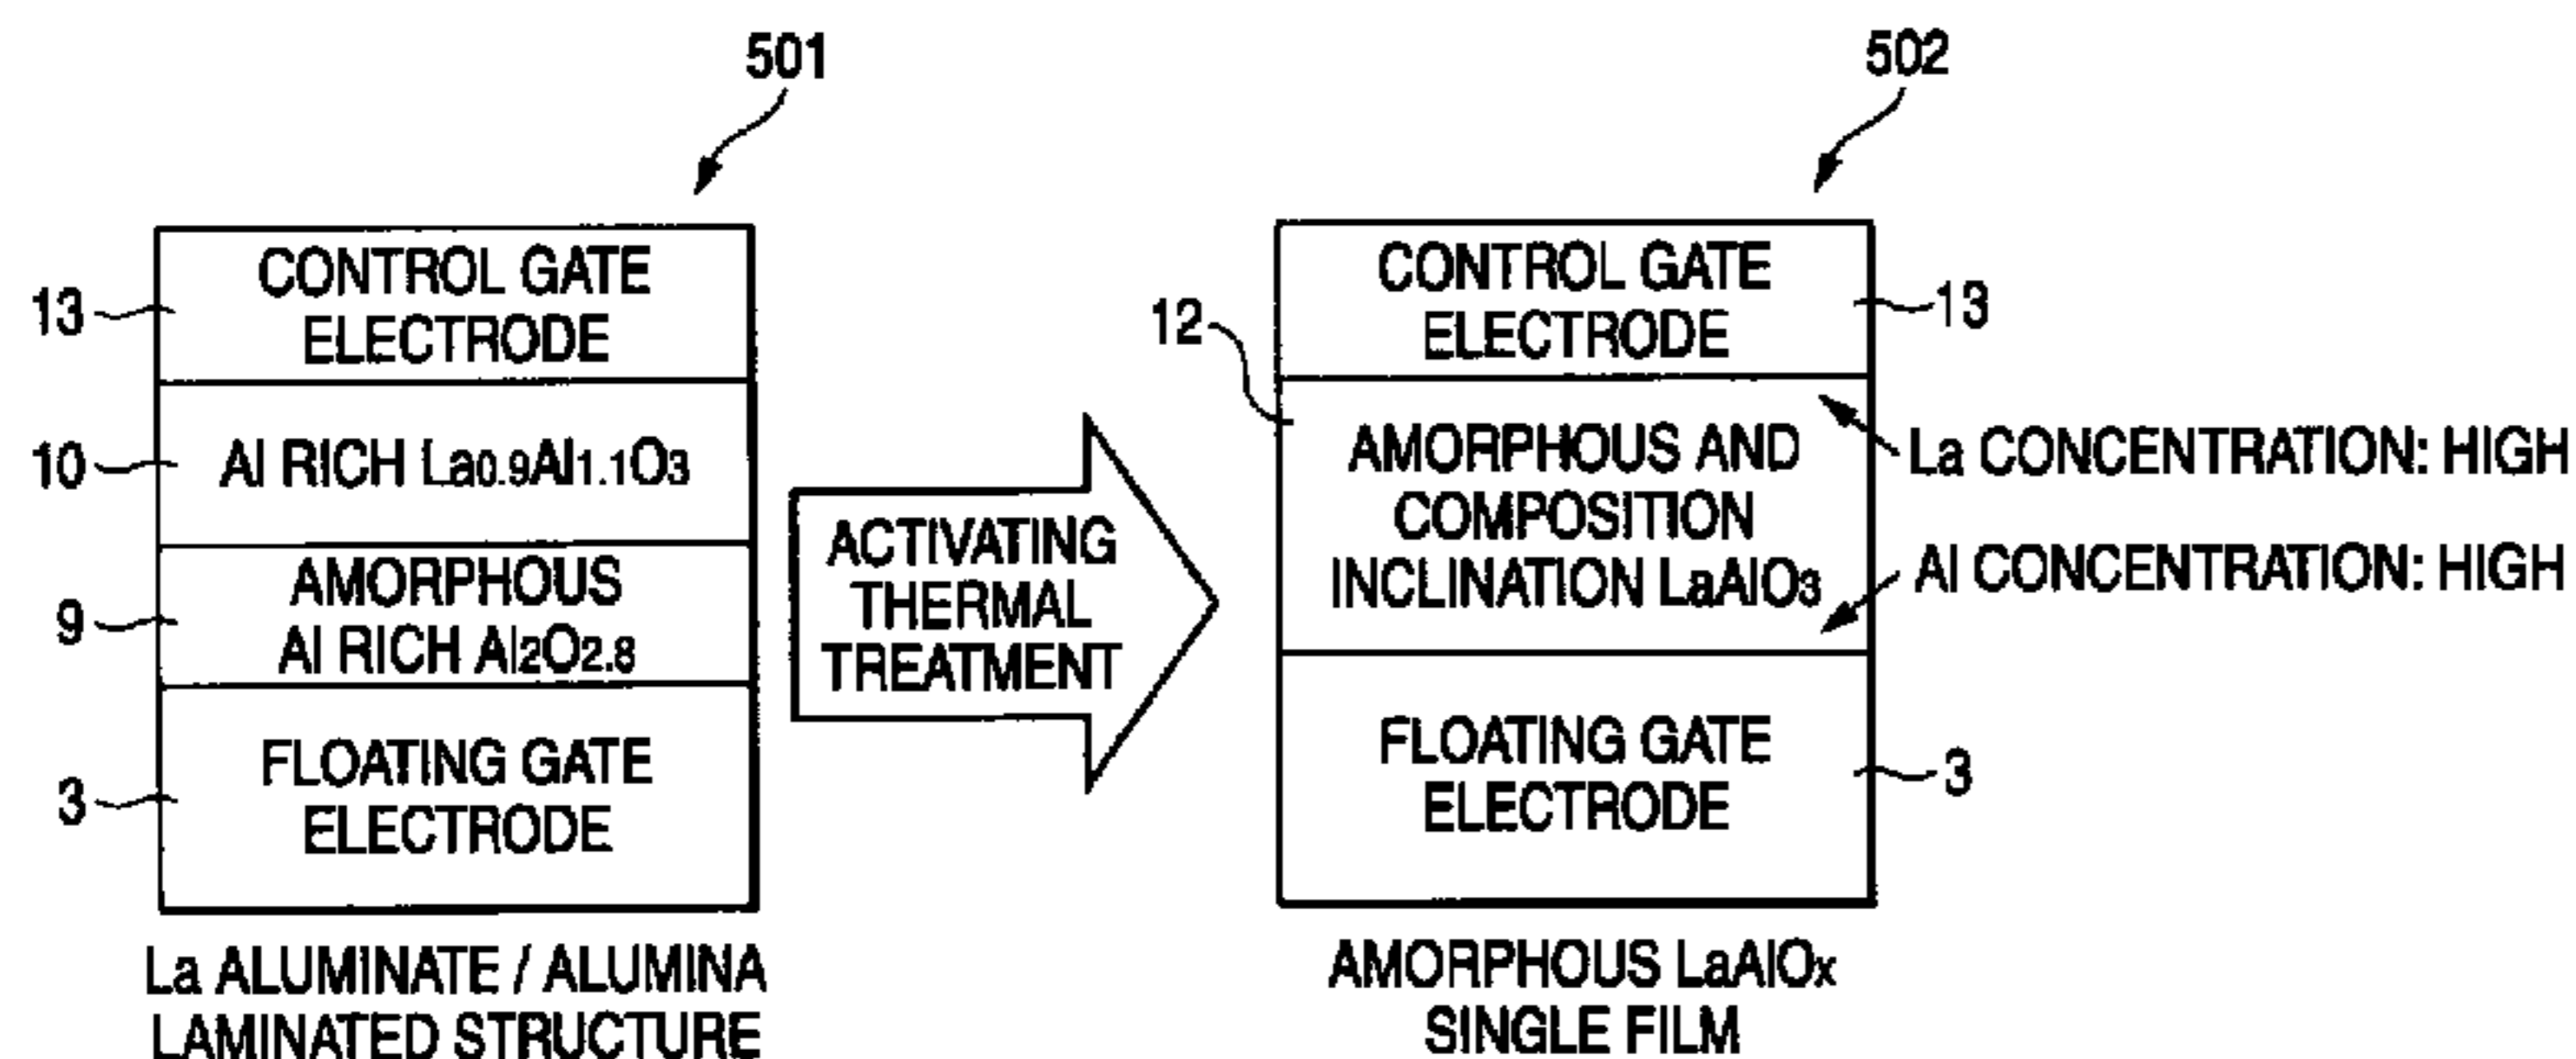 501
CONTROL GATE
ELECTRODE
13
Al RICH La0.9Al1.1O3
10
AMORPHOUS
Al RICH Al2O2.8
9
FLOATING GATE
ELECTRODE
3
La ALUMINATE / ALUMINA
LAMINATED STRUCTURE
ACTIVATING
THERMAL
TREATMENT
502
CONTROL GATE
ELECTRODE
13
12
AMORPHOUS AND
COMPOSITION
INCLINATION LaAlO3
La CONCENTRATION: HIGH
Al CONCENTRATION: HIGH
FLOATING GATE
ELECTRODE
3
AMORPHOUS LaAlOx
SINGLE FILM